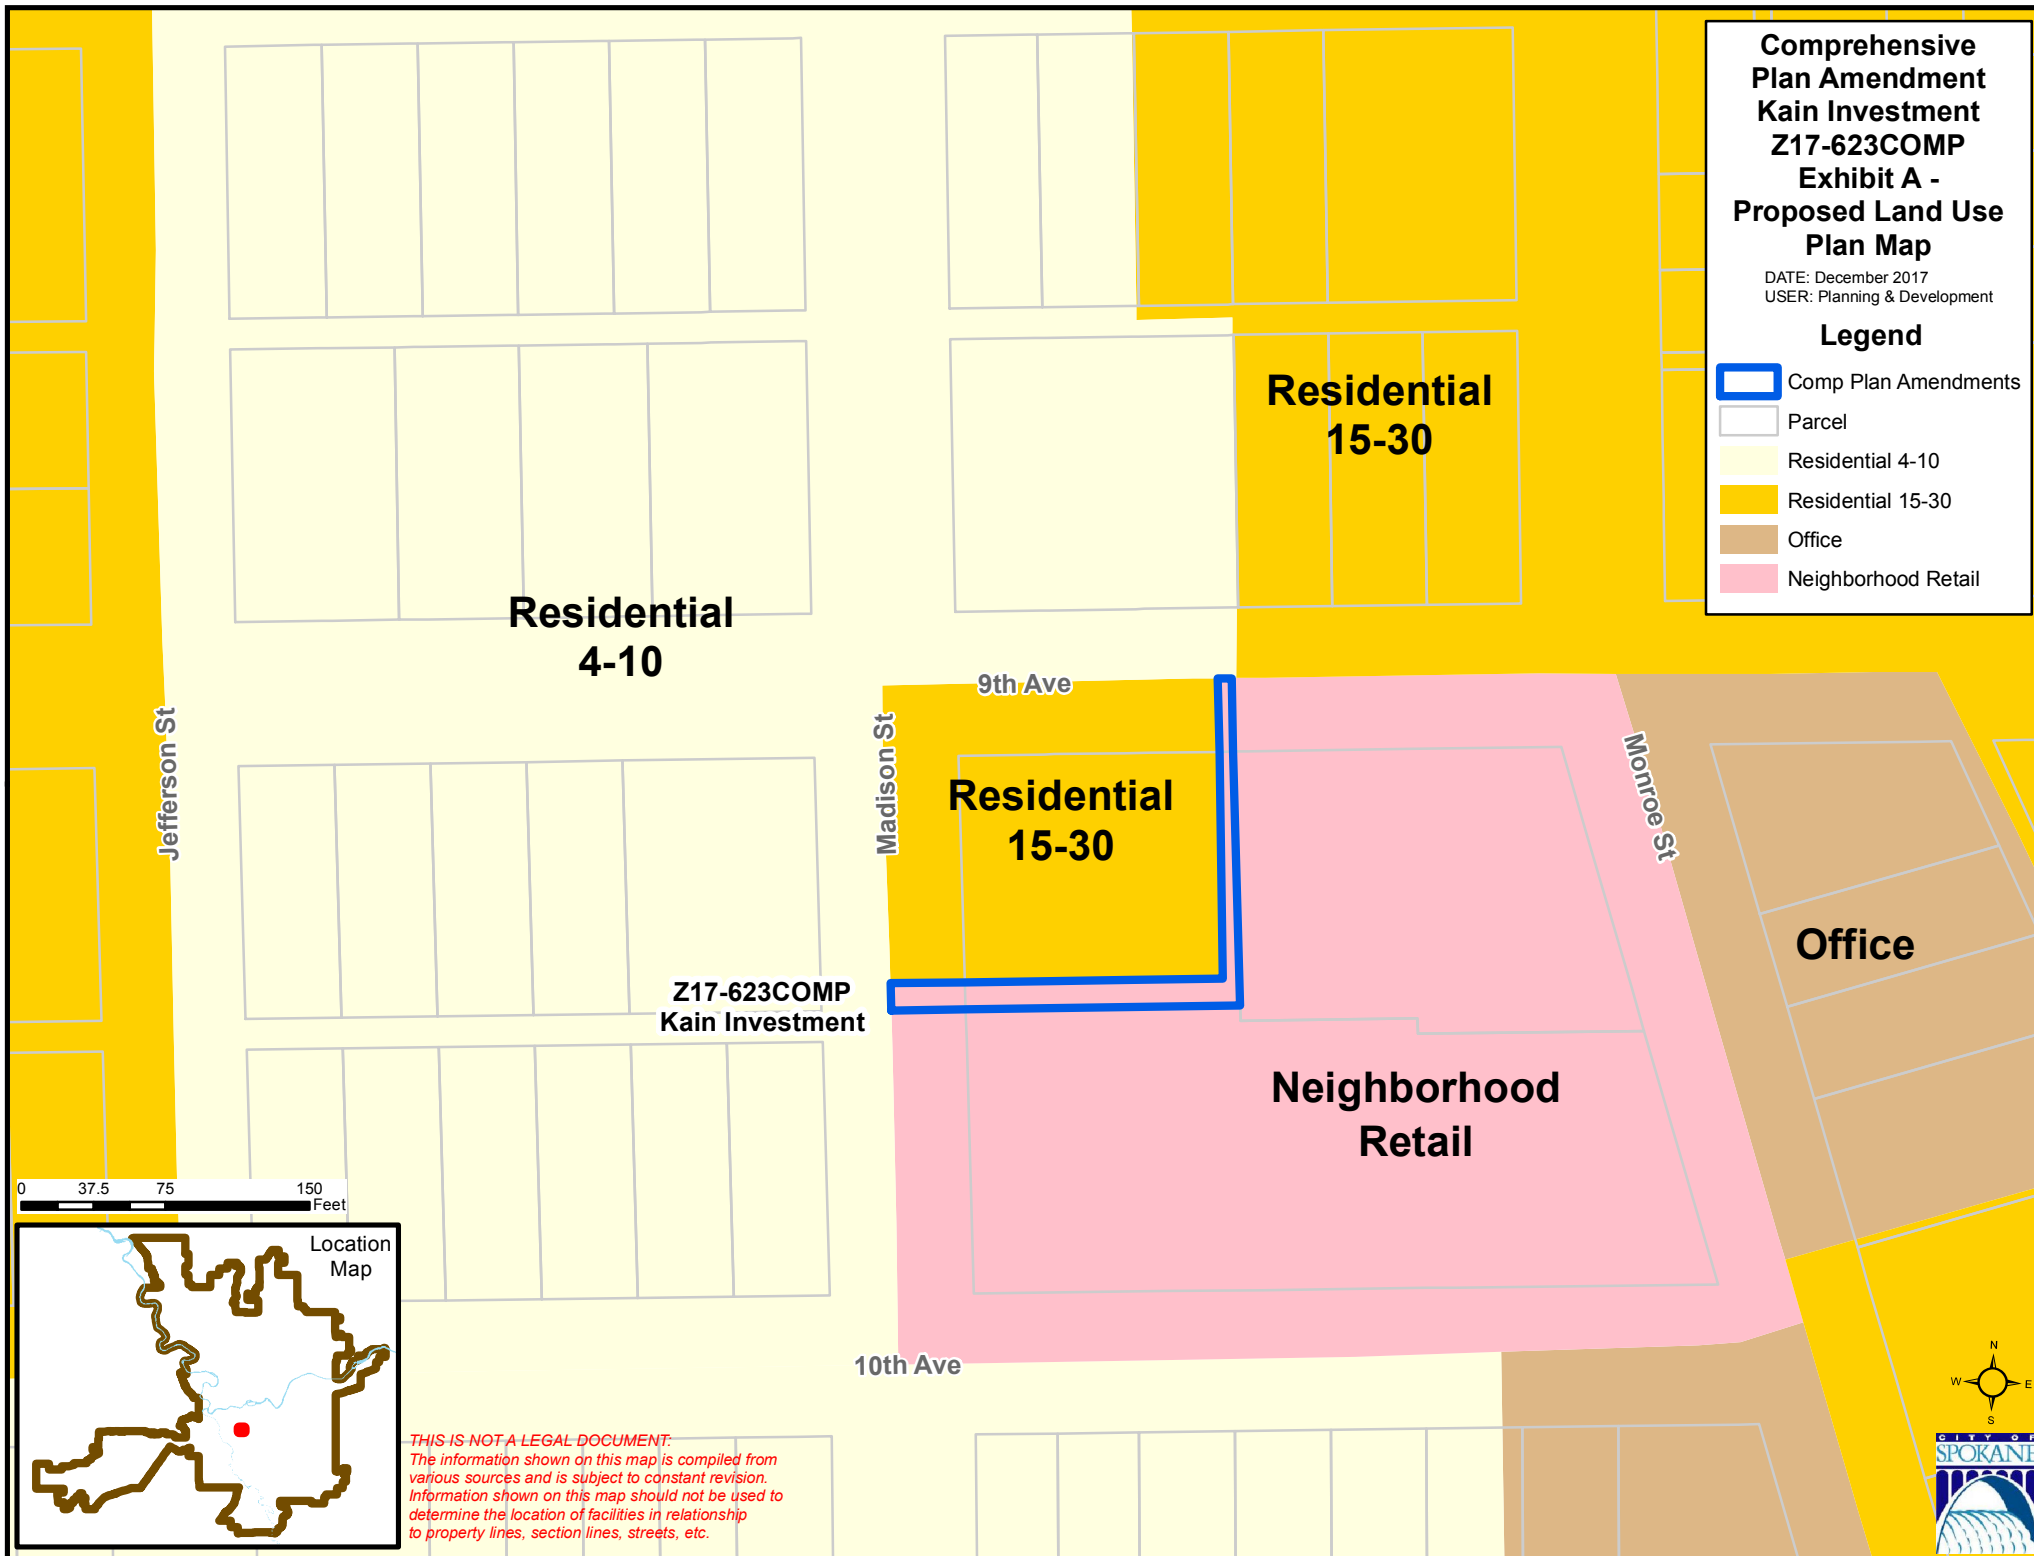 Comprehensive
Plan Amendment
Kain Investment
Z17-623COMP
Exhibit A -
Proposed Land Use
Plan Map
DATE: December 2017
USER: Planning & Development
Legend
Comp Plan Amendments
Parcel
Residential 4-10
Residential 15-30
Office
Neighborhood Retail
Residential
15-30
Residential
4-10
9th Ave
Jefferson St
Madison St
Monroe St
Residential
15-30
Office
Z17-623COMP
Kain Investment
Neighborhood
Retail
0 37.5 75 150
Feet
Location
Map
10th Ave
THIS IS NOT A LEGAL DOCUMENT:
The information shown on this map is compiled from
various sources and is subject to constant revision.
Information shown on this map should not be used to
determine the location of facilities in relationship
to property lines, section lines, streets, etc.
N
W E
S
CITY OF
SPOKANE